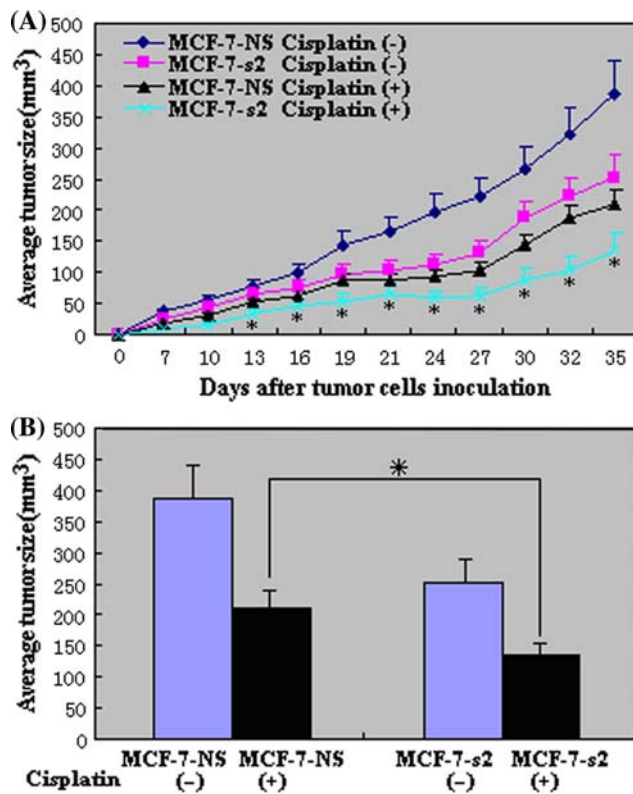 (A)
500
450
400
350
300
250
200
150
100
50
0
Average tumor size(mm3)
MCF-7-NS Cisplatin (-)
MCF-7-s2 Cisplatin (-)
MCF-7-NS Cisplatin (+)
MCF-7-s2 Cisplatin (+)
* * * * * * * * *
0 7 10 13 16 19 21 24 27 30 32 35
Days after tumor cells inoculation
(B)
500
450
400
350
300
250
200
150
100
50
0
Average tumor size(mm3)
*
MCF-7-NS MCF-7-NS MCF-7-s2 MCF-7-s2
Cisplatin (-) (+) (-) (+)